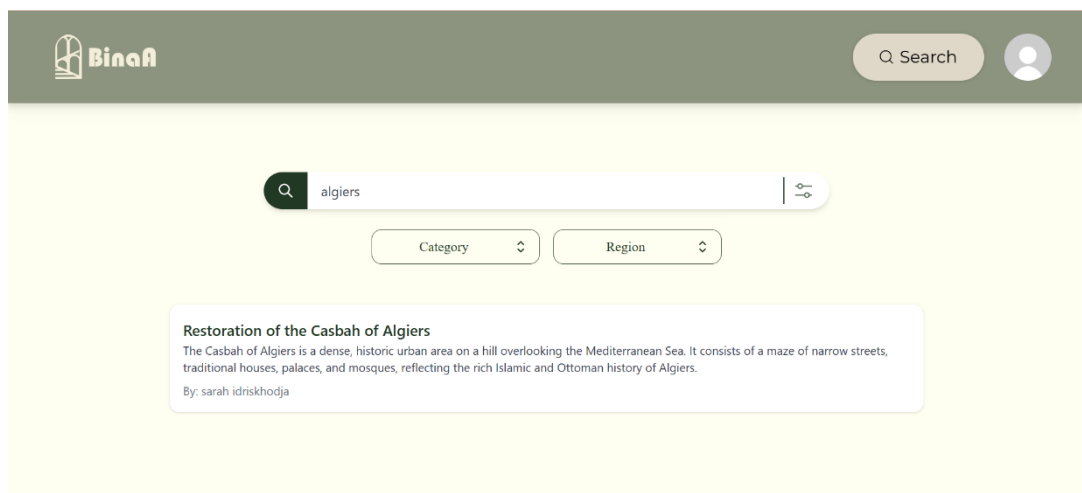 BinaA
Search
algiers
Category
Region
Restoration of the Casbah of Algiers
The Casbah of Algiers is a dense, historic urban area on a hill overlooking the Mediterranean Sea. It consists of a maze of narrow streets,
traditional houses, palaces, and mosques, reflecting the rich Islamic and Ottoman history of Algiers.
By: sarah idriskhodja